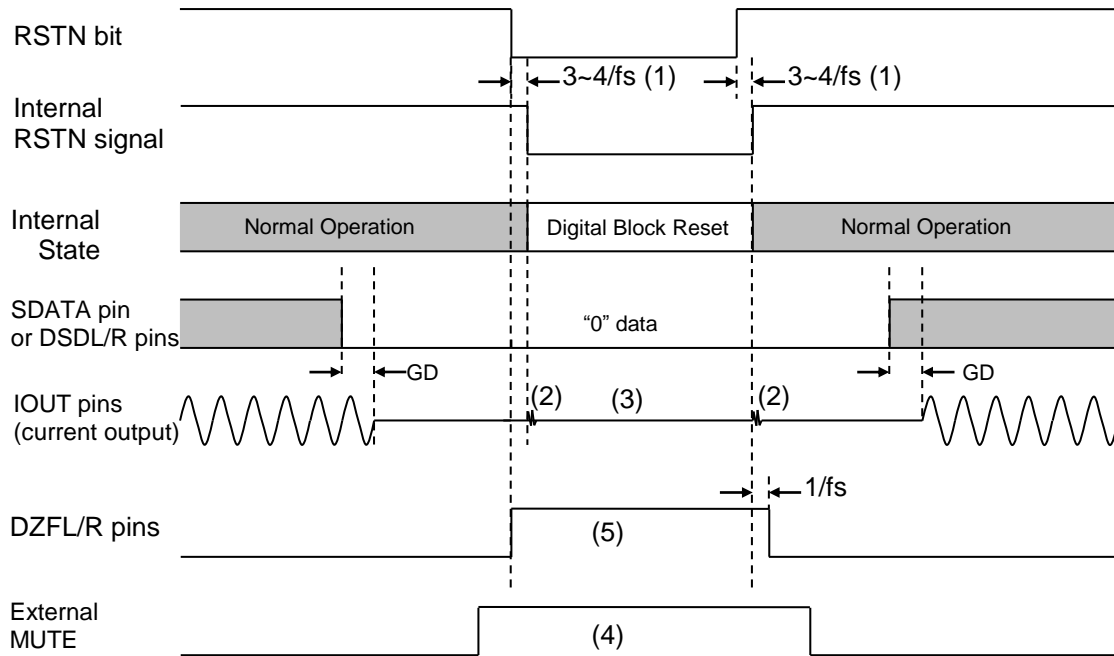 RSTN bit
3~4/fs (1)
3~4/fs (1)
Internal
RSTN signal
Internal
State
Normal Operation
Digital Block Reset
Normal Operation
SDATA pin
or DSDL/R pins
“0” data
GD
GD
IOUT pins
(current output)
(2)
(3)
(2)
1/fs
DZFL/R pins
(5)
External
MUTE
(4)